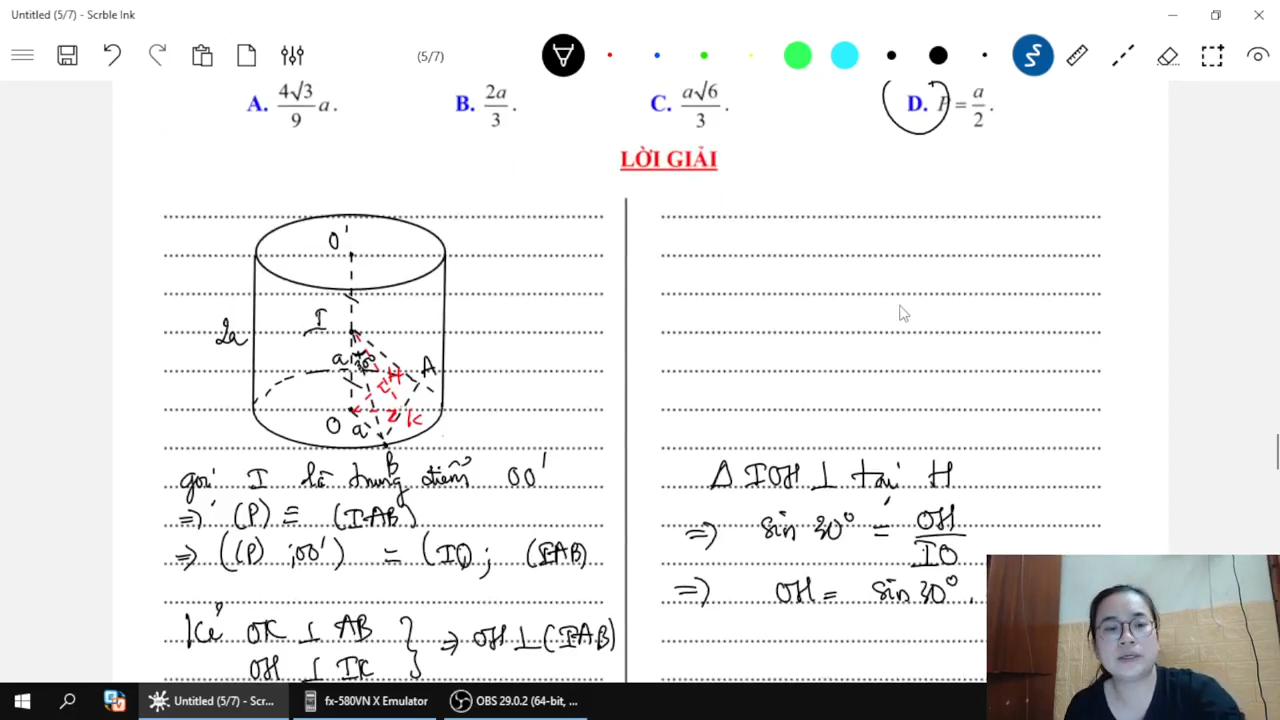 Untitled (5/7) - Scrble Ink
(5/7)
A. 4√3/9 a.
B. 2a/3.
C. a√6/3.
D. P = a/2.
LỜI GIẢI
O'
I
2a
a
30°
H
A
O
a
K
B
gọi I là trung điểm OO'
=> (P) ≡ (IAB)
=> ((P) ; OO') = (IO ; (IAB)
Kẻ OK ⊥ AB
OH ⊥ IK
} => OH ⊥ (IAB)
Δ IOH ⊥ tại H
=> sin 30° = OH/IO
=> OH = sin 30° .
Untitled (5/7) - Scr...
fx-580VN X Emulator
OBS 29.0.2 (64-bit, ...